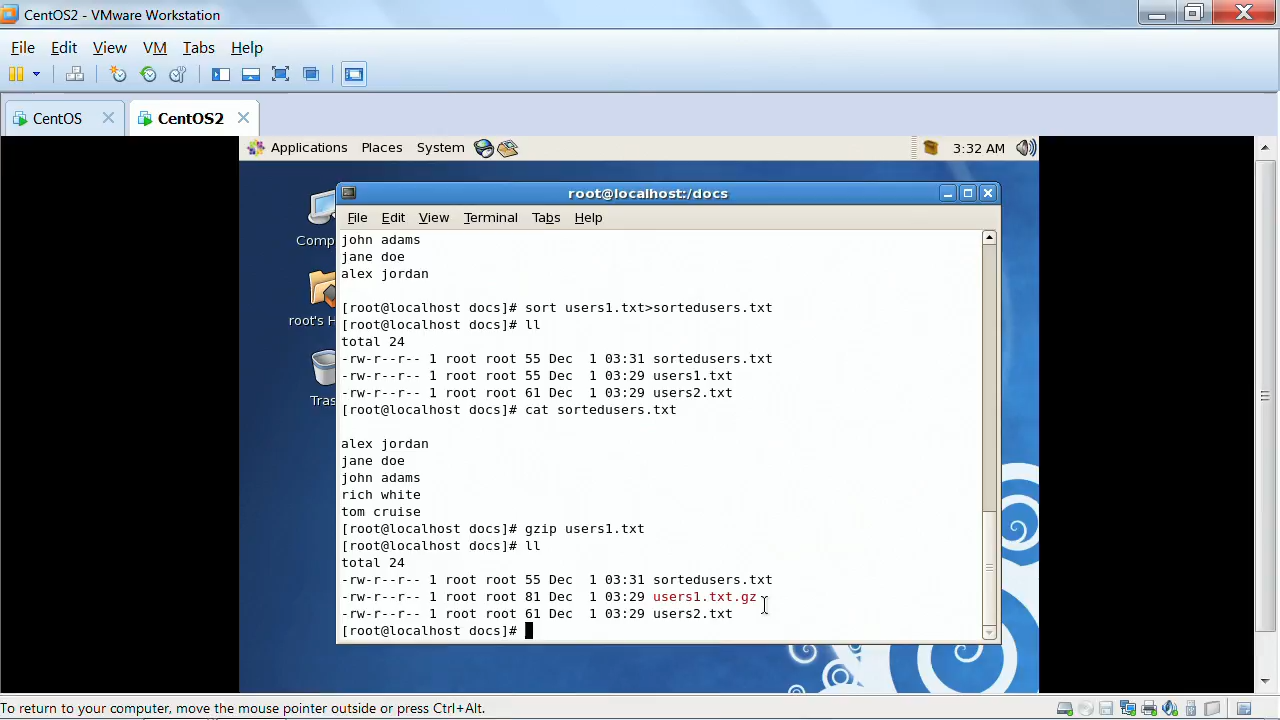 CentOS2 - VMware Workstation
File Edit View VM Tabs Help
CentOS CentOS2
Applications Places System 3:32 AM
root@localhost:/docs
File Edit View Terminal Tabs Help
Comp
root's H
Tras
john adams
jane doe
alex jordan
[root@localhost docs]# sort users1.txt>sortedusers.txt
[root@localhost docs]# ll
total 24
-rw-r--r-- 1 root root 55 Dec  1 03:31 sortedusers.txt
-rw-r--r-- 1 root root 55 Dec  1 03:29 users1.txt
-rw-r--r-- 1 root root 61 Dec  1 03:29 users2.txt
[root@localhost docs]# cat sortedusers.txt
alex jordan
jane doe
john adams
rich white
tom cruise
[root@localhost docs]# gzip users1.txt
[root@localhost docs]# ll
total 24
-rw-r--r-- 1 root root 55 Dec  1 03:31 sortedusers.txt
-rw-r--r-- 1 root root 81 Dec  1 03:29 users1.txt.gz
-rw-r--r-- 1 root root 61 Dec  1 03:29 users2.txt
[root@localhost docs]#
To return to your computer, move the mouse pointer outside or press Ctrl+Alt.